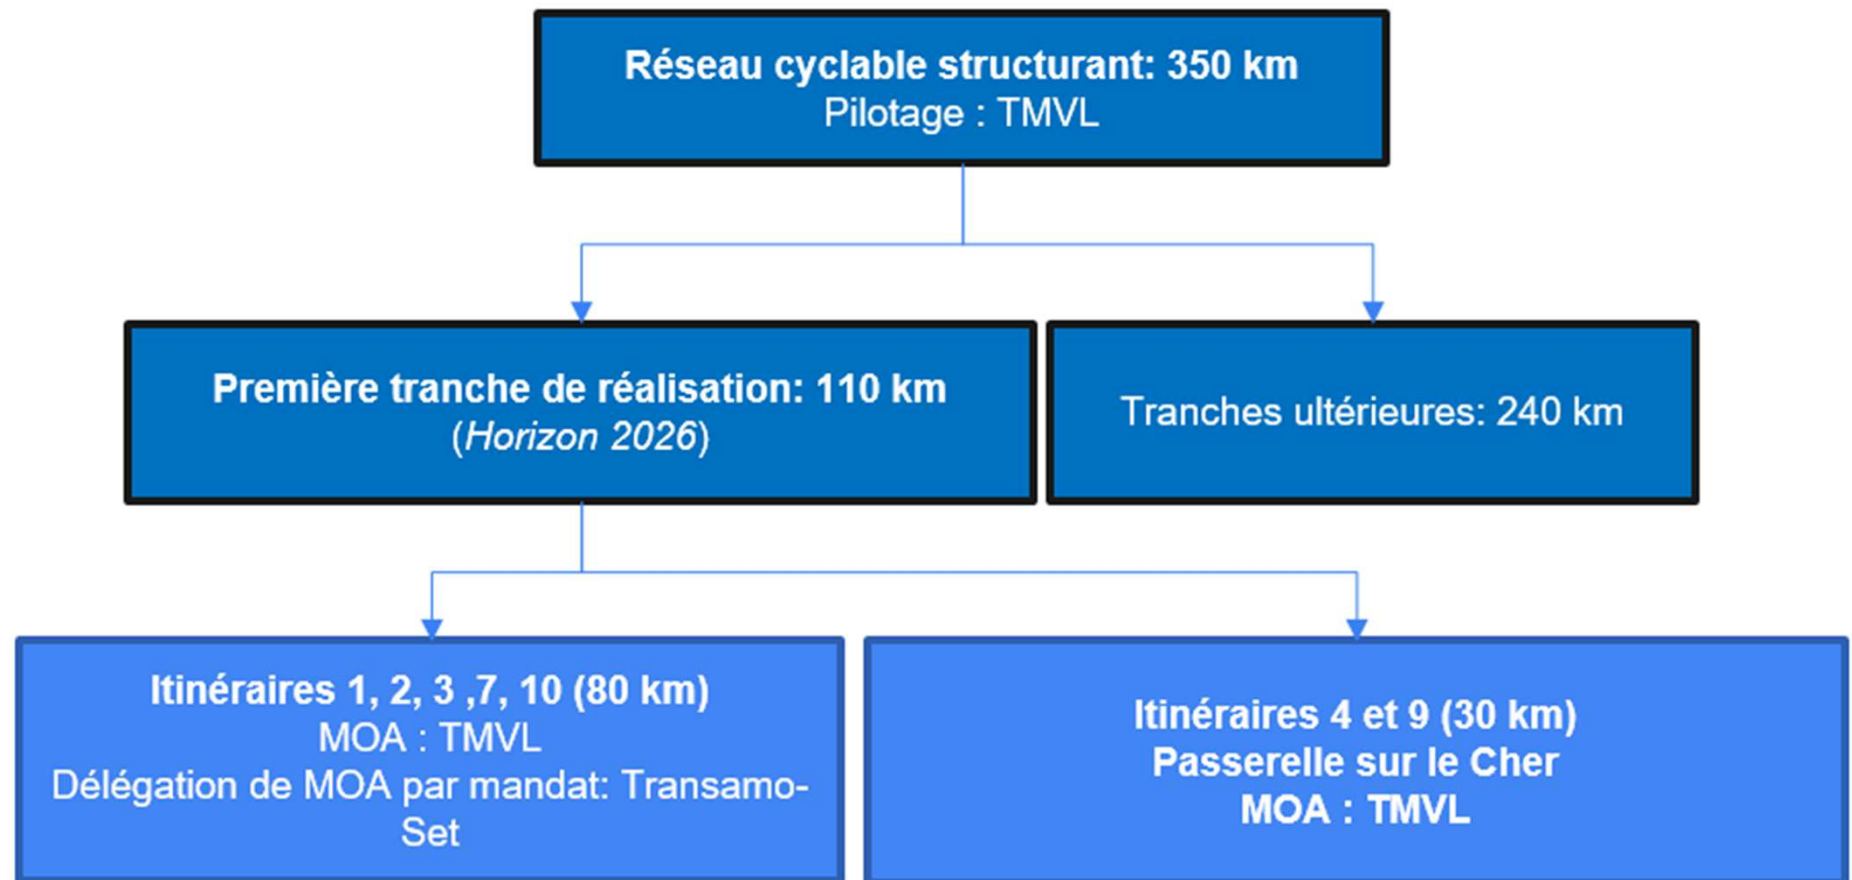 Réseau cyclable structurant: 350 km
Pilotage : TMVL
Première tranche de réalisation: 110 km
(Horizon 2026)
Tranches ultérieures: 240 km
Itinéraires 1, 2, 3 ,7, 10 (80 km)
MOA : TMVL
Délégation de MOA par mandat: Transamo-
Set
Itinéraires 4 et 9 (30 km)
Passerelle sur le Cher
MOA : TMVL